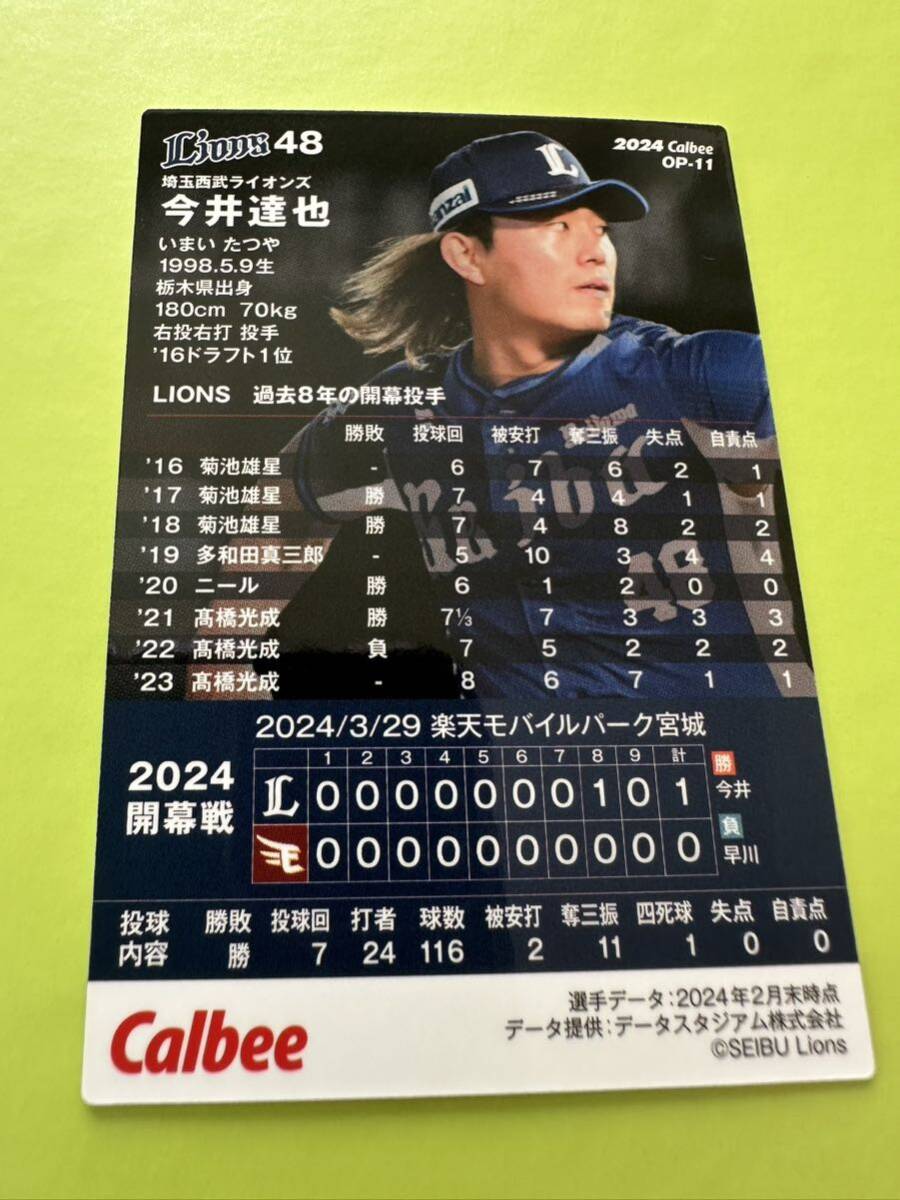 Lions 48
2024 Calbee
OP-11
埼玉西武ライオンズ
今井達也
いまい たつや
1998.5.9生
栃木県出身
180cm 70kg
右投右打 投手
'16ドラフト1位
LIONS 過去8年の開幕投手
勝敗 投球回 被安打 奪三振 失点 自責点
'16 菊池雄星 - 6 7 6 2 1
'17 菊池雄星 勝 7 4 4 1 1
'18 菊池雄星 勝 7 4 8 2 2
'19 多和田真三郎 - 5 10 3 4 4
'20 ニール 勝 6 1 2 0 0
'21 髙橋光成 勝 7⅓ 7 3 3 3
'22 髙橋光成 負 7 5 2 2 2
'23 髙橋光成 - 8 6 7 1 1
48
2024/3/29 楽天モバイルパーク宮城
2024
開幕戦
1 2 3 4 5 6 7 8 9 計
L 0 0 0 0 0 0 0 1 0 1
E 0 0 0 0 0 0 0 0 0 0
勝
今井
負
早川
投球内容 勝敗 投球回 打者 球数 被安打 奪三振 四死球 失点 自責点
勝 7 24 116 2 11 1 0 0
Calbee
選手データ:2024年2月末時点
データ提供:データスタジアム株式会社
©SEIBU Lions